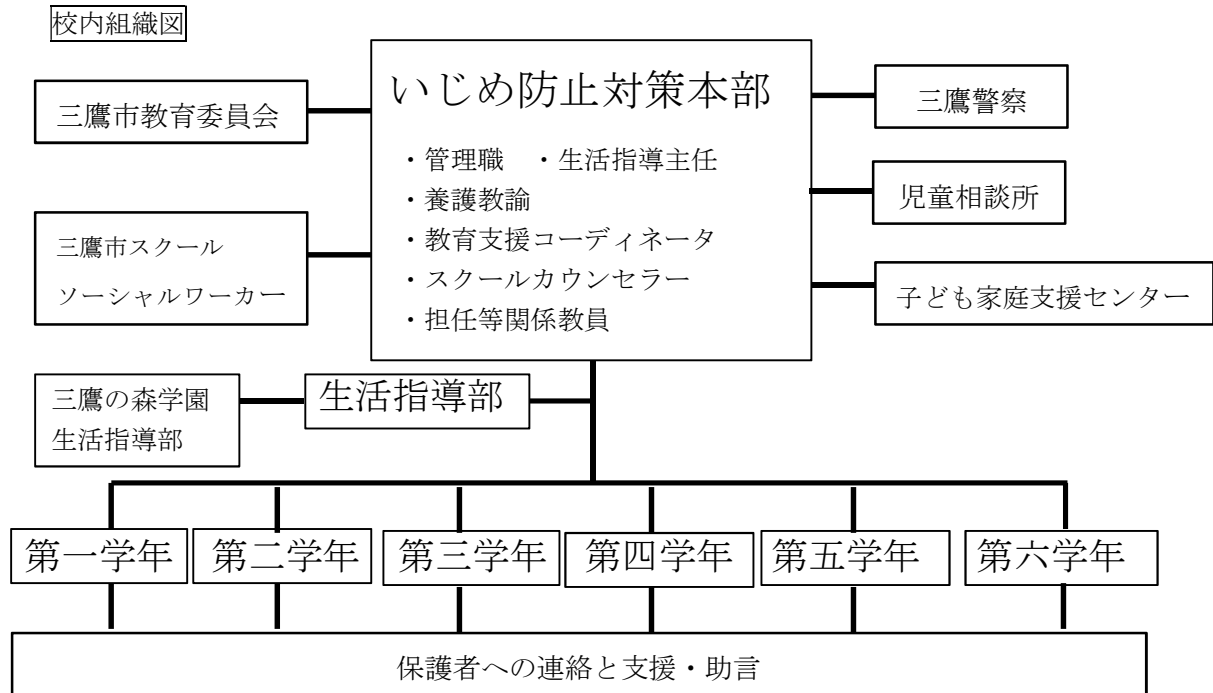 校内組織図
いじめ防止対策本部
・管理職　・生活指導主任
・養護教諭
・教育支援コーディネータ
・スクールカウンセラー
・担任等関係教員
三鷹市教育委員会
三鷹市スクール
ソーシャルワーカー
三鷹警察
児童相談所
子ども家庭支援センター
三鷹の森学園
生活指導部
生活指導部
第一学年
第二学年
第三学年
第四学年
第五学年
第六学年
保護者への連絡と支援・助言